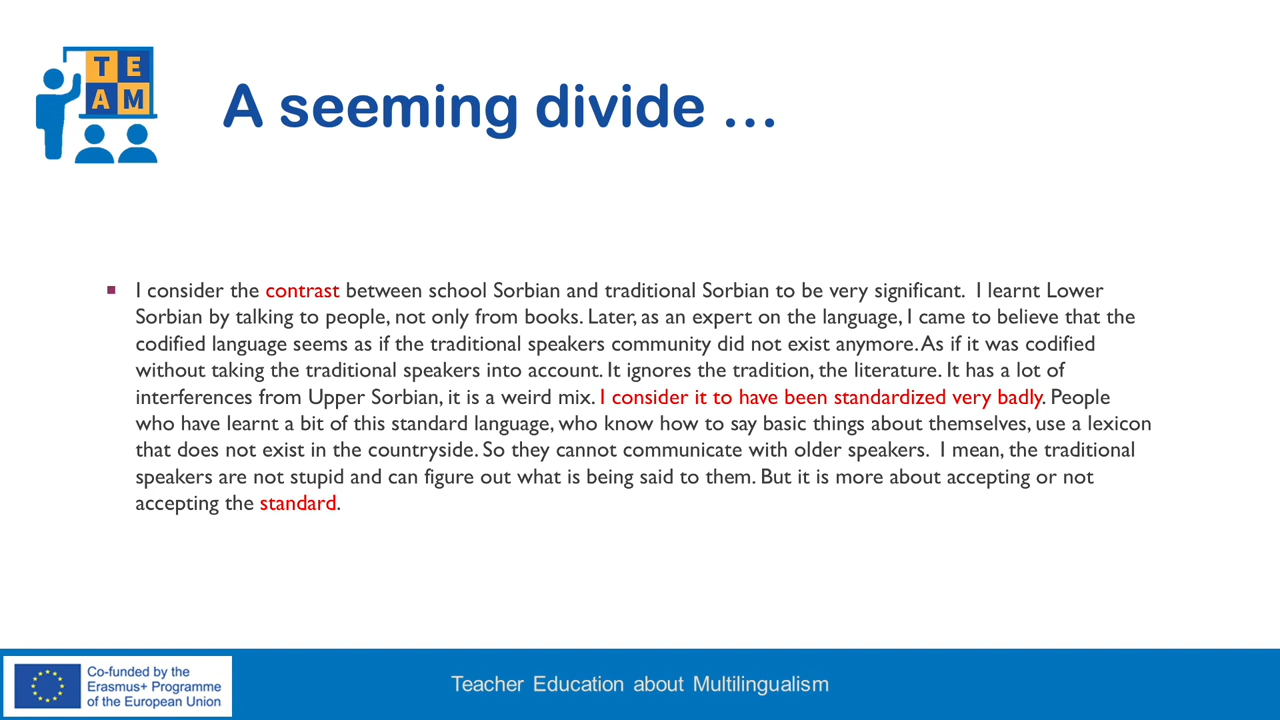 T E
A M
A seeming divide ...
I consider the contrast between school Sorbian and traditional Sorbian to be very significant.  I learnt Lower
Sorbian by talking to people, not only from books. Later, as an expert on the language, I came to believe that the
codified language seems as if the traditional speakers community did not exist anymore. As if it was codified
without taking the traditional speakers into account. It ignores the tradition, the literature. It has a lot of
interferences from Upper Sorbian, it is a weird mix. I consider it to have been standardized very badly. People
who have learnt a bit of this standard language, who know how to say basic things about themselves, use a lexicon
that does not exist in the countryside. So they cannot communicate with older speakers.  I mean, the traditional
speakers are not stupid and can figure out what is being said to them. But it is more about accepting or not
accepting the standard.
Co-funded by the
Erasmus+ Programme
of the European Union
Teacher Education about Multilingualism